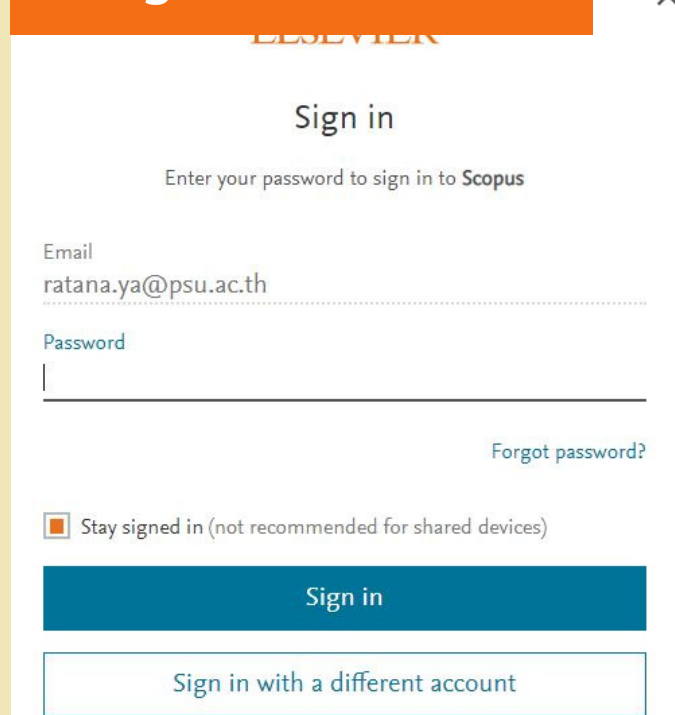 ELSEVIER
Sign in
Enter your password to sign in to Scopus
Email
ratana.ya@psu.ac.th
Password
Forgot password?
Stay signed in (not recommended for shared devices)
Sign in
Sign in with a different account